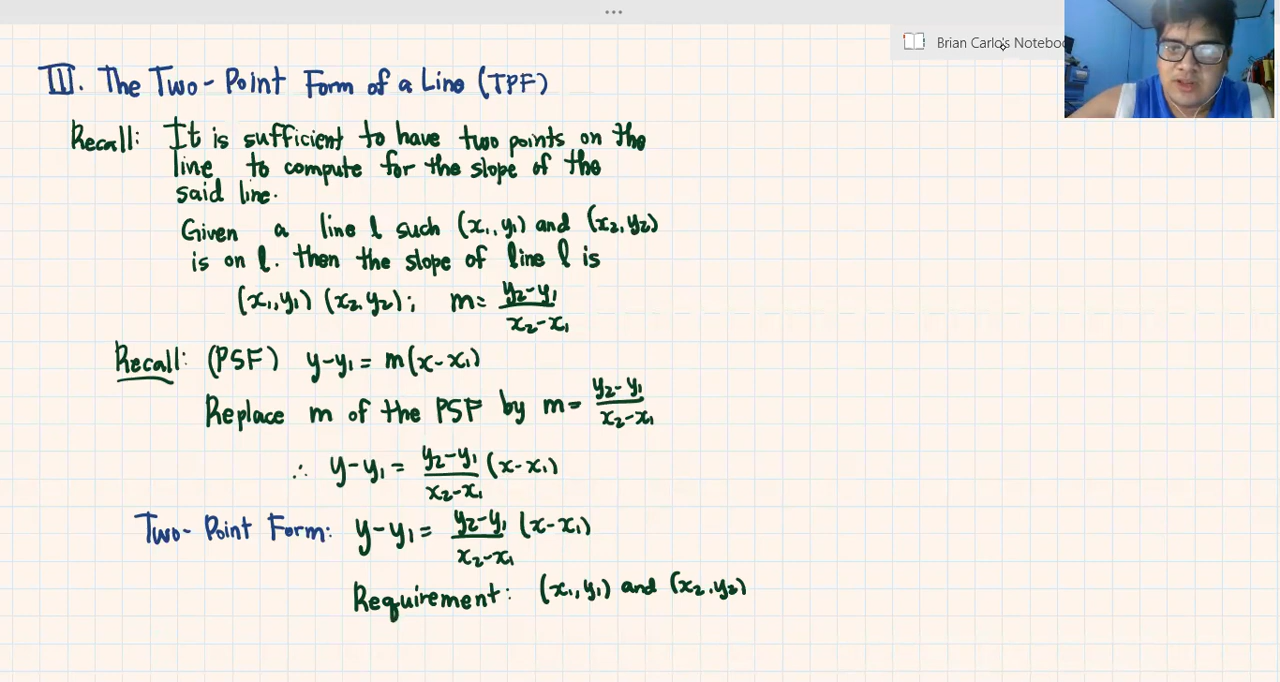 Brian Carlo's Noteboo
III. The Two-Point Form of a Line (TPF)
Recall: It is sufficient to have two points on the
line to compute for the slope of the
said line.
Given a line l such (x₁, y₁) and (x₂, y₂)
is on l. then the slope of line l is
(x₁, y₁) (x₂, y₂); m = y₂-y₁/x₂-x₁
Recall: (PSF) y-y₁ = m(x-x₁)
Replace m of the PSF by m = y₂-y₁/x₂-x₁
∴ y-y₁ = y₂-y₁/x₂-x₁ (x-x₁)
Two-Point Form: y-y₁ = y₂-y₁/x₂-x₁ (x-x₁)
Requirement: (x₁, y₁) and (x₂, y₂)